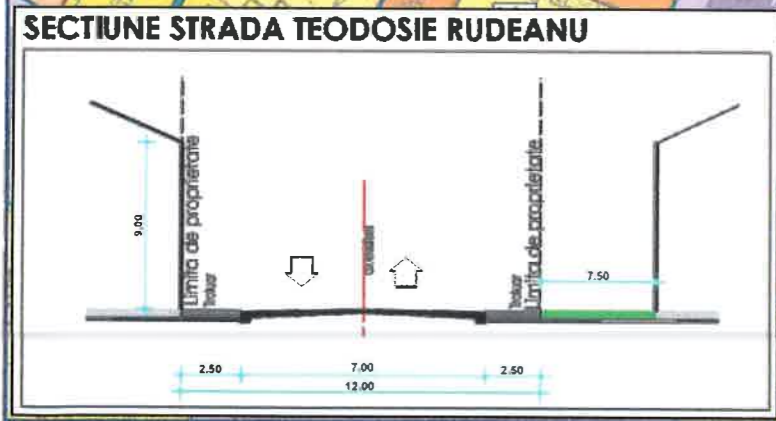 SECTIUNE STRADA TEODOSIE RUDEANU
Limita de proprietate
Trotuar
9,00
Trotuar
Limita de proprietate
7.50
2.50
7.00
2.50
12.00